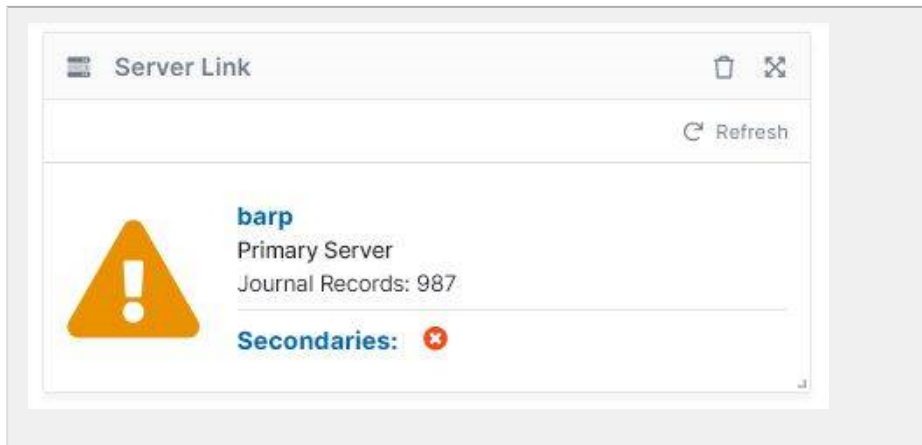 Server Link
Refresh
barp
Primary Server
Journal Records: 987
Secondaries: